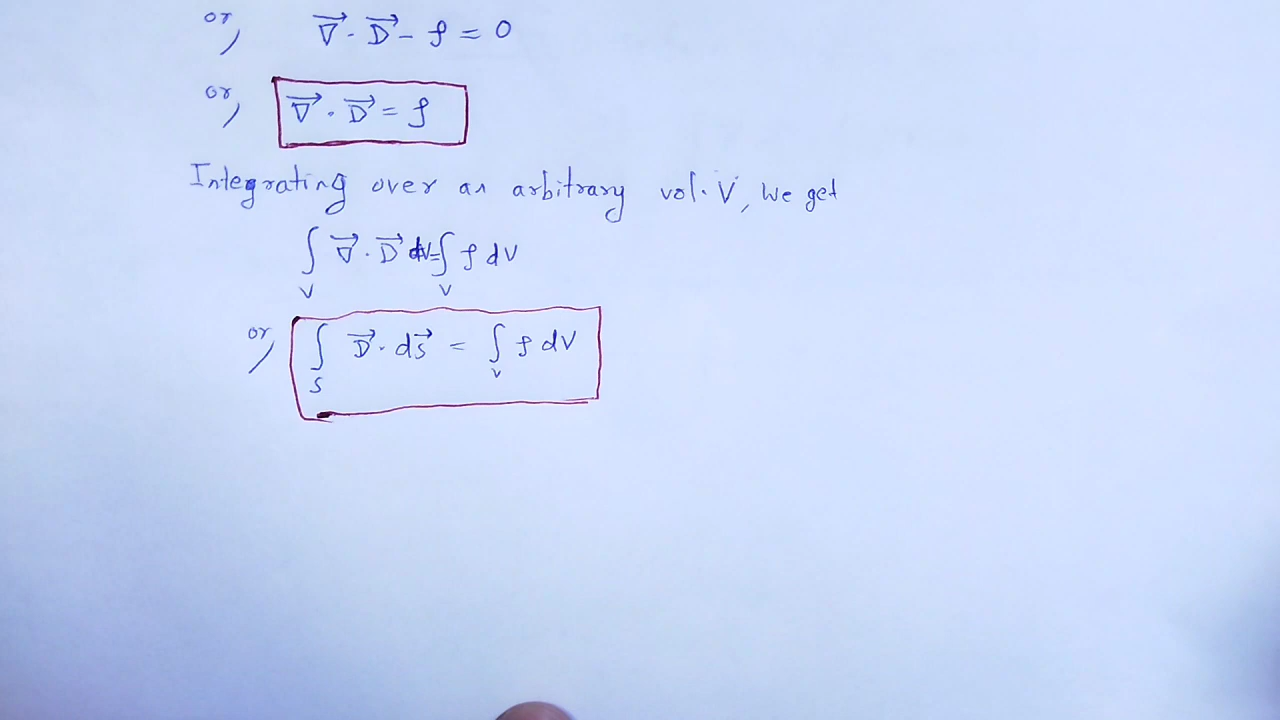 or, ∇⃗ · D⃗ − ρ = 0
or, ∇⃗ · D⃗ = ρ
Integrating over an arbitrary vol. V, we get
∫_V ∇⃗ · D⃗ dV = ∫_V ρ dV
or, ∫_S D⃗ · ds⃗ = ∫_V ρ dV